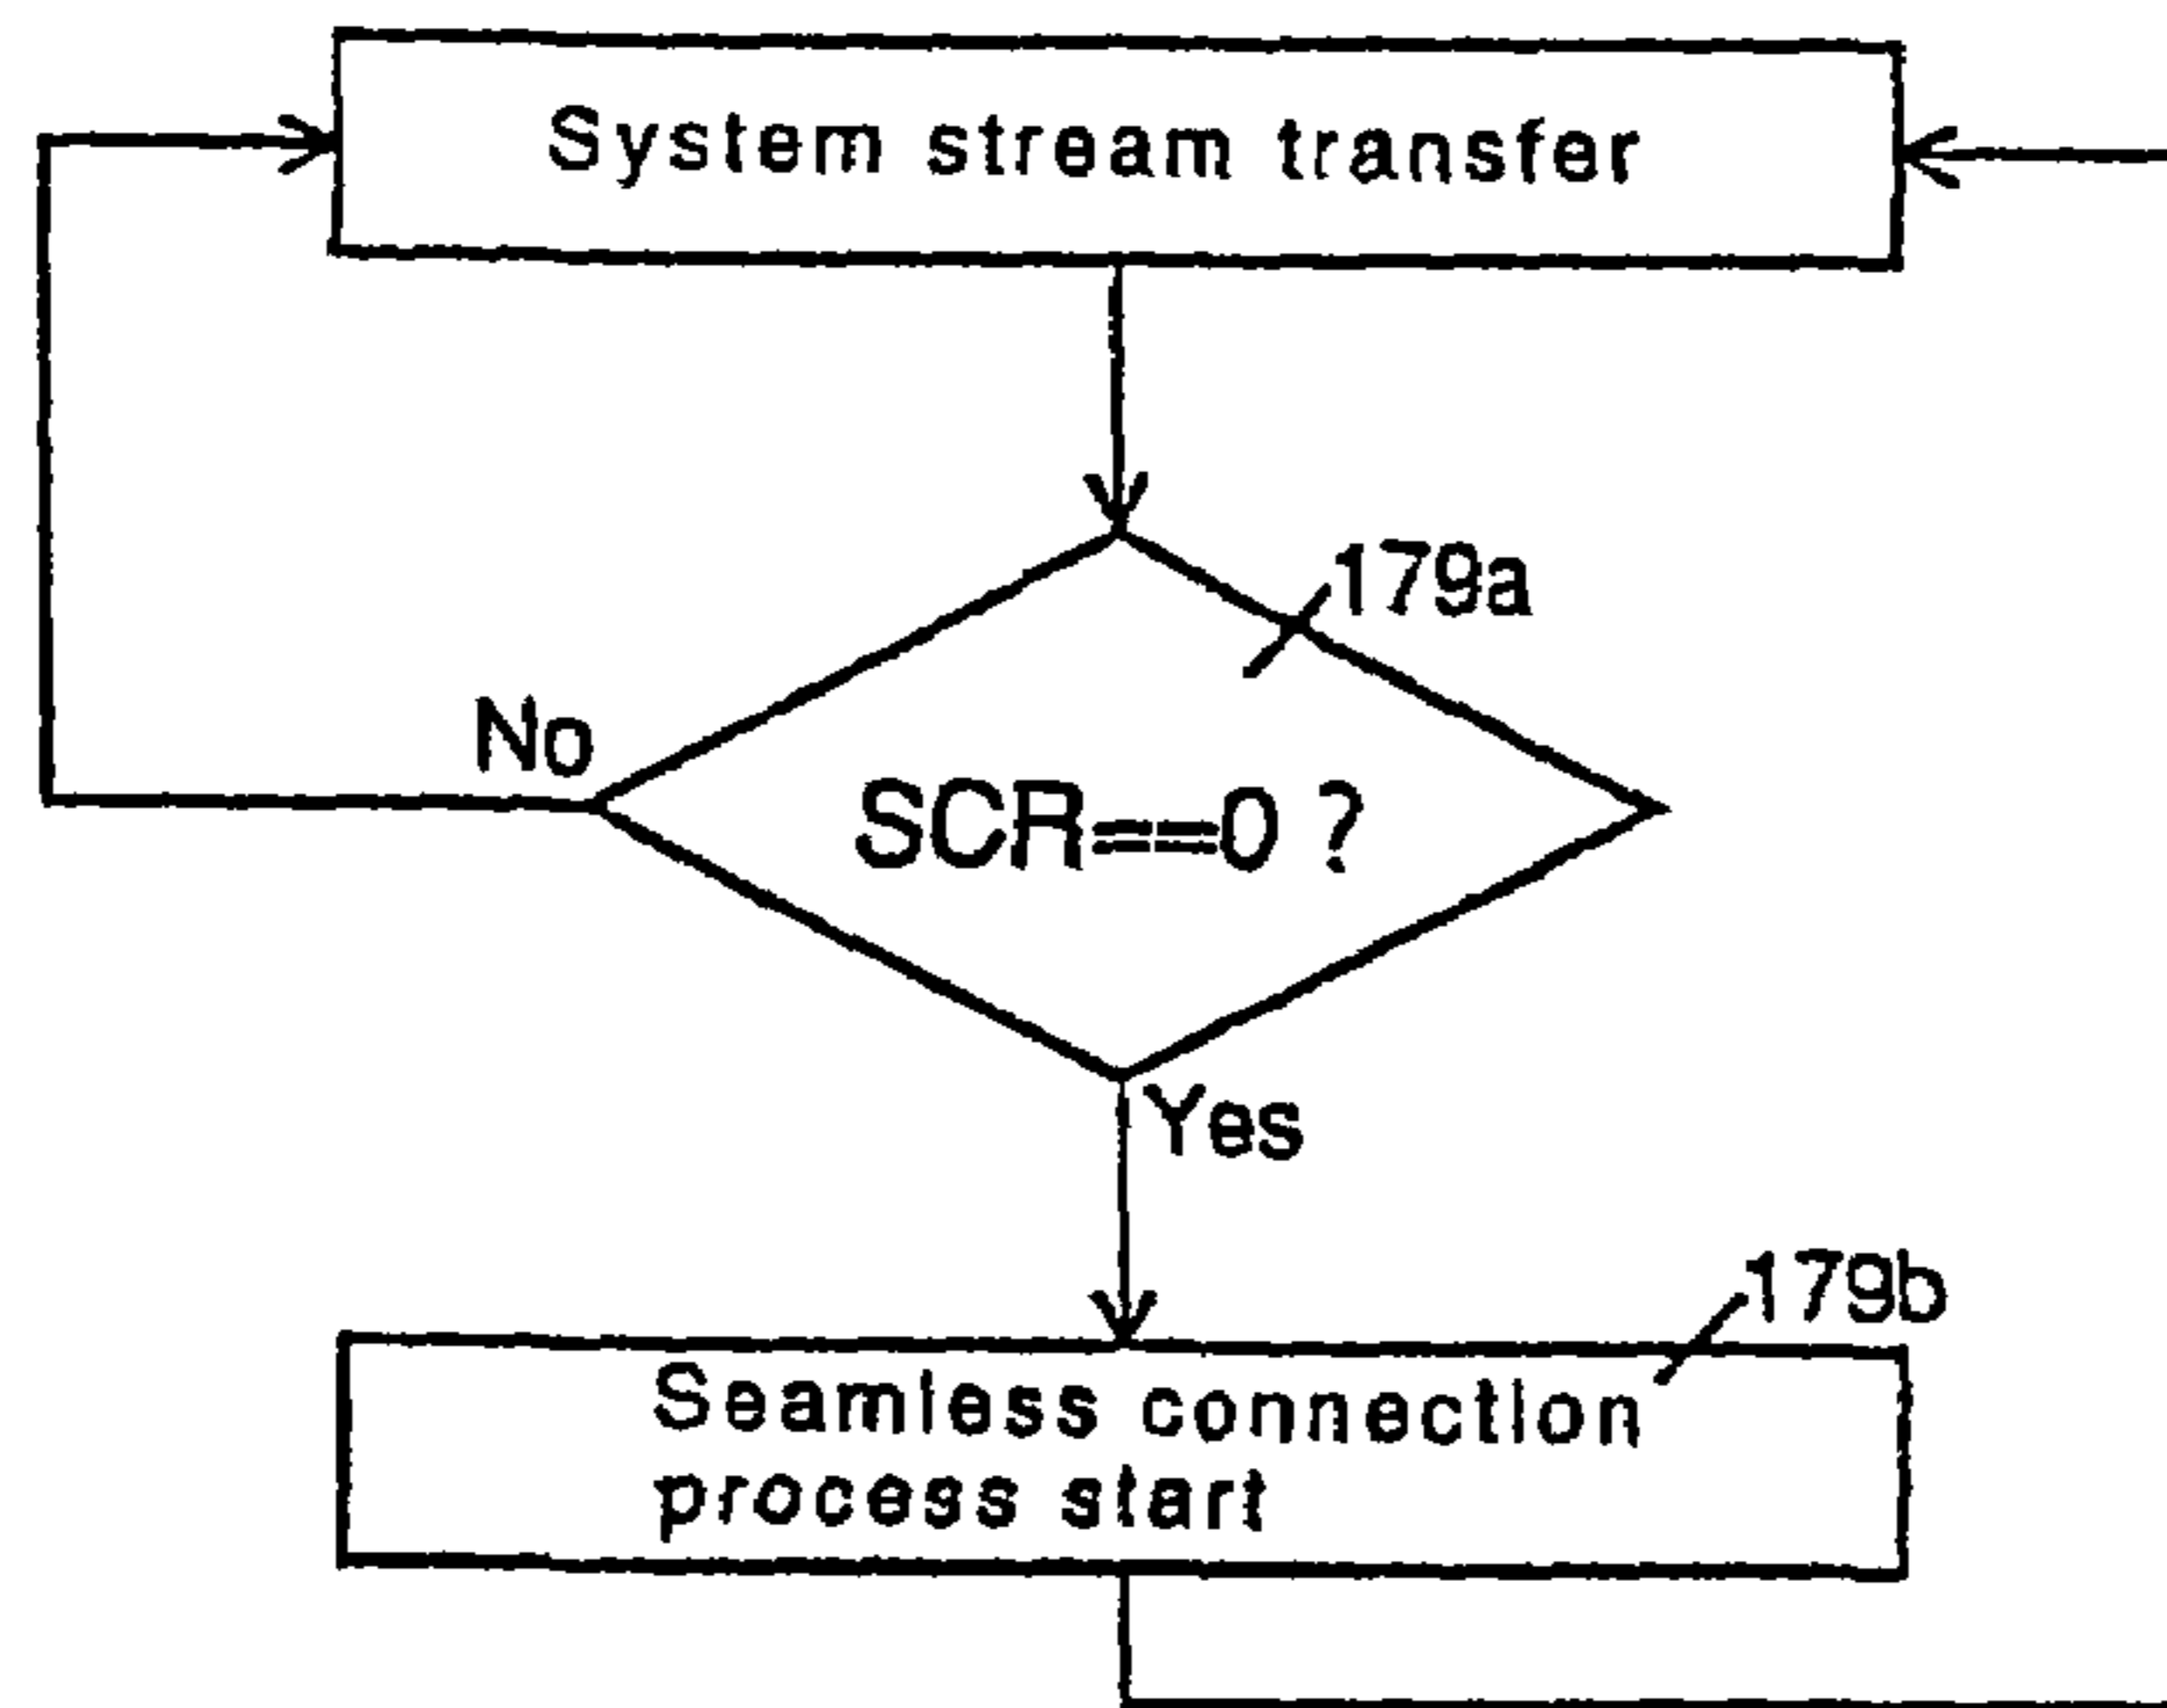 System stream transfer
179a
No
SCR==0 ?
Yes
179b
Seamless connection
process start